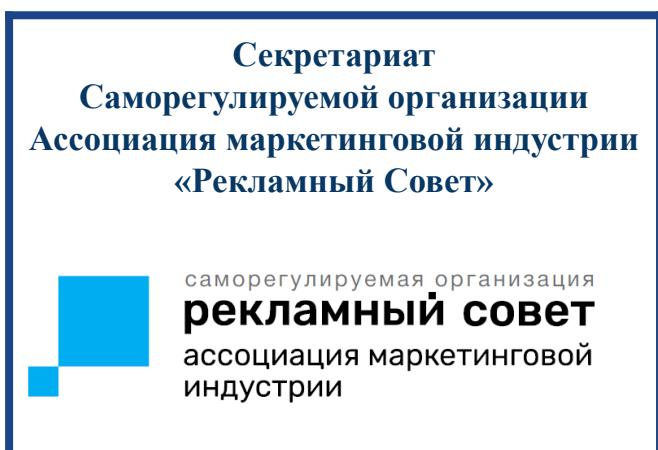 Секретариат
Саморегулируемой организации
Ассоциация маркетинговой индустрии
«Рекламный Совет»
саморегулируемая организация
рекламный совет
ассоциация маркетинговой
индустрии